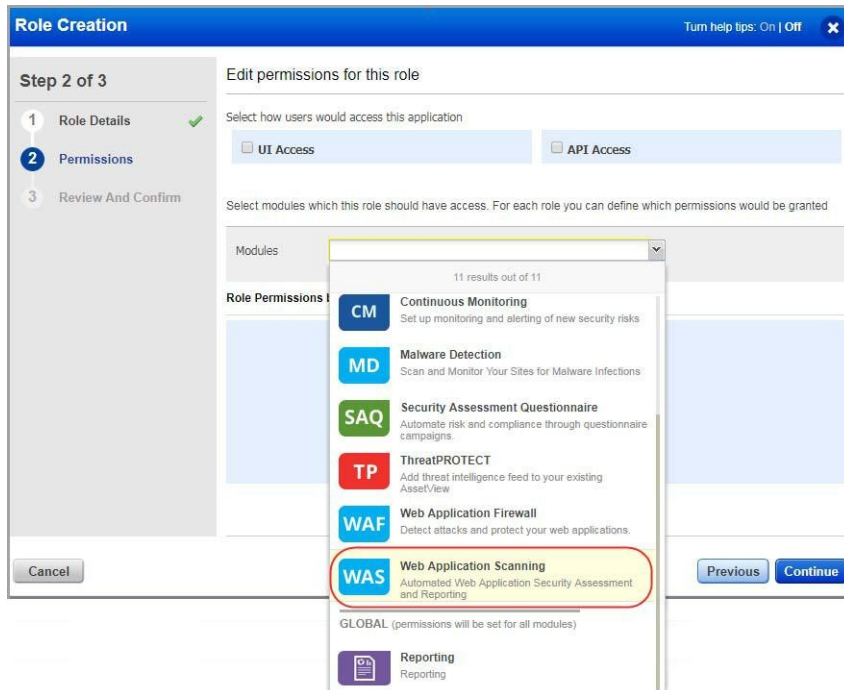 Role Creation
Turn help tips: On | Off
Step 2 of 3
1 Role Details
2 Permissions
3 Review And Confirm
Edit permissions for this role
Select how users would access this application
UI Access
API Access
Select modules which this role should have access. For each role you can define which permissions would be granted
Modules
11 results out of 11
Role Permissions
CM
Continuous Monitoring
Set up monitoring and alerting of new security risks
MD
Malware Detection
Scan and Monitor Your Sites for Malware Infections
SAQ
Security Assessment Questionnaire
Automate risk and compliance through questionnaire
campaigns.
TP
ThreatPROTECT
Add threat intelligence feed to your existing
AssetView
WAF
Web Application Firewall
Detect attacks and protect your web applications.
WAS
Web Application Scanning
Automated Web Application Security Assessment
and Reporting
GLOBAL (permissions will be set for all modules)
Reporting
Reporting
Cancel
Previous
Continue